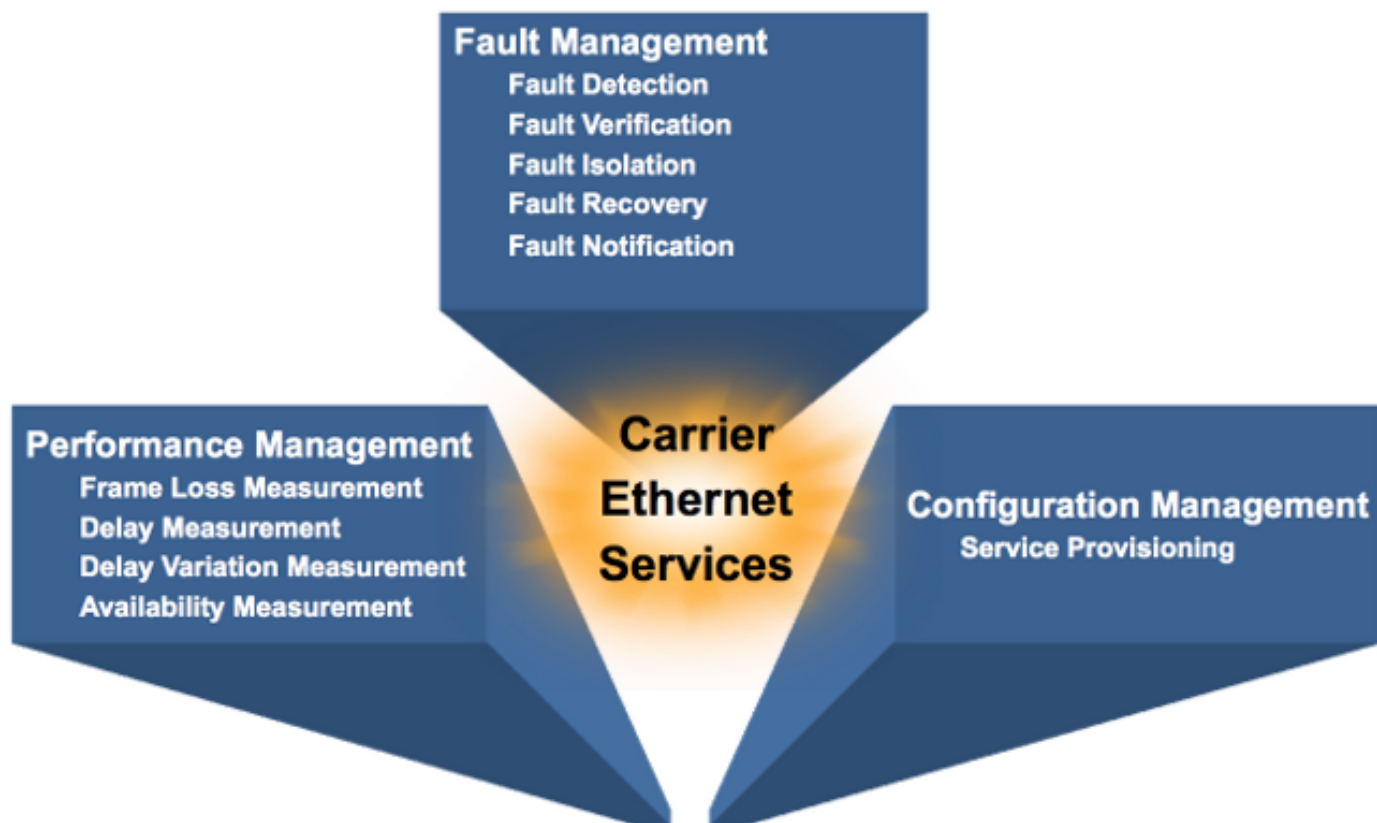 Fault Management
Fault Detection
Fault Verification
Fault Isolation
Fault Recovery
Fault Notification
Performance Management
Frame Loss Measurement
Delay Measurement
Delay Variation Measurement
Availability Measurement
Carrier
Ethernet
Services
Configuration Management
Service Provisioning